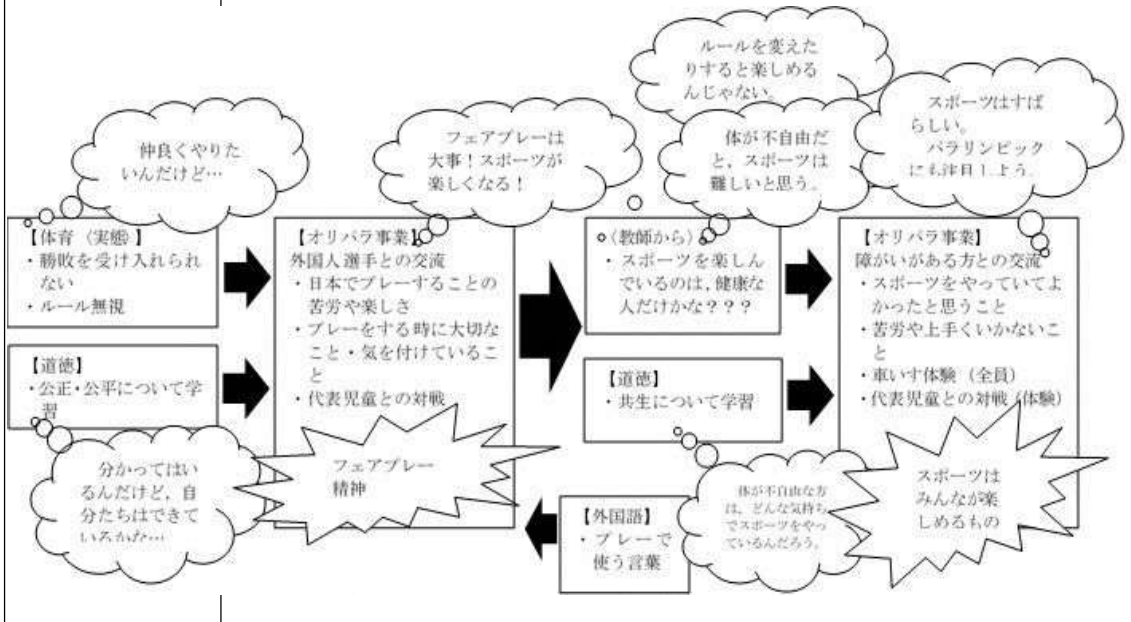 仲良くやりた
いんだけど…
【体育（実態）】
・勝敗を受け入れられ
ない
・ルール無視
【道徳】
・公正・公平について学
習
分かってはい
るんだけど，自
分たちはできて
いるかな…
フェアプレーは
大事！スポーツが
楽しくなる！
【オリパラ事業】
外国人選手との交流
・日本でプレーすることの
苦労や楽しさ
・プレーをする時に大切な
こと・気を付けているこ
と
・代表児童との対戦
フェアプレー
精神
ルールを変えた
りすると楽しめる
んじゃない。
体が不自由だ
と，スポーツは
難しいと思う。
（教師から）
・スポーツを楽しん
でいるのは，健康な
人だけかな？？？
【道徳】
・共生について学習
【外国語】
・プレーで
使う言葉
体が不自由な方
は，どんな気持ち
でスポーツをやっ
ているんだろう。
スポーツはすば
らしい。
パラリンピック
にも注目しよう。
【オリパラ事業】
障がいがある方との交流
・スポーツをやっていてよ
かったと思うこと
・苦労や上手くいかないこ
と
・車いす体験（全員）
・代表児童との対戦（体験）
スポーツは
みんなが楽
しめるもの